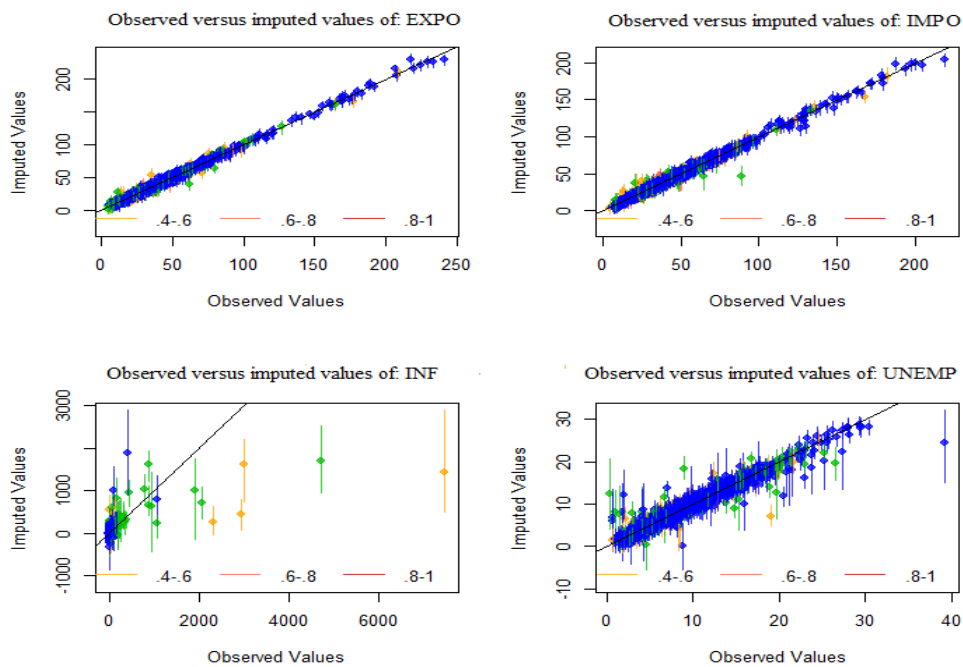 Observed versus imputed values of: EXPO
Imputed Values
200
150
100
50
0
.4-.6 .6-.8 .8-1
0 50 100 150 200 250
Observed Values
Observed versus imputed values of: IMPO
Imputed Values
200
150
100
50
0
.4-.6 .6-.8 .8-1
0 50 100 150 200
Observed Values
Observed versus imputed values of: INF
Imputed Values
3000
1000
0
-1000
.4-.6 .6-.8 .8-1
0 2000 4000 6000
Observed Values
Observed versus imputed values of: UNEMP
Imputed Values
30
20
10
0
-10
.4-.6 .6-.8 .8-1
0 10 20 30 40
Observed Values